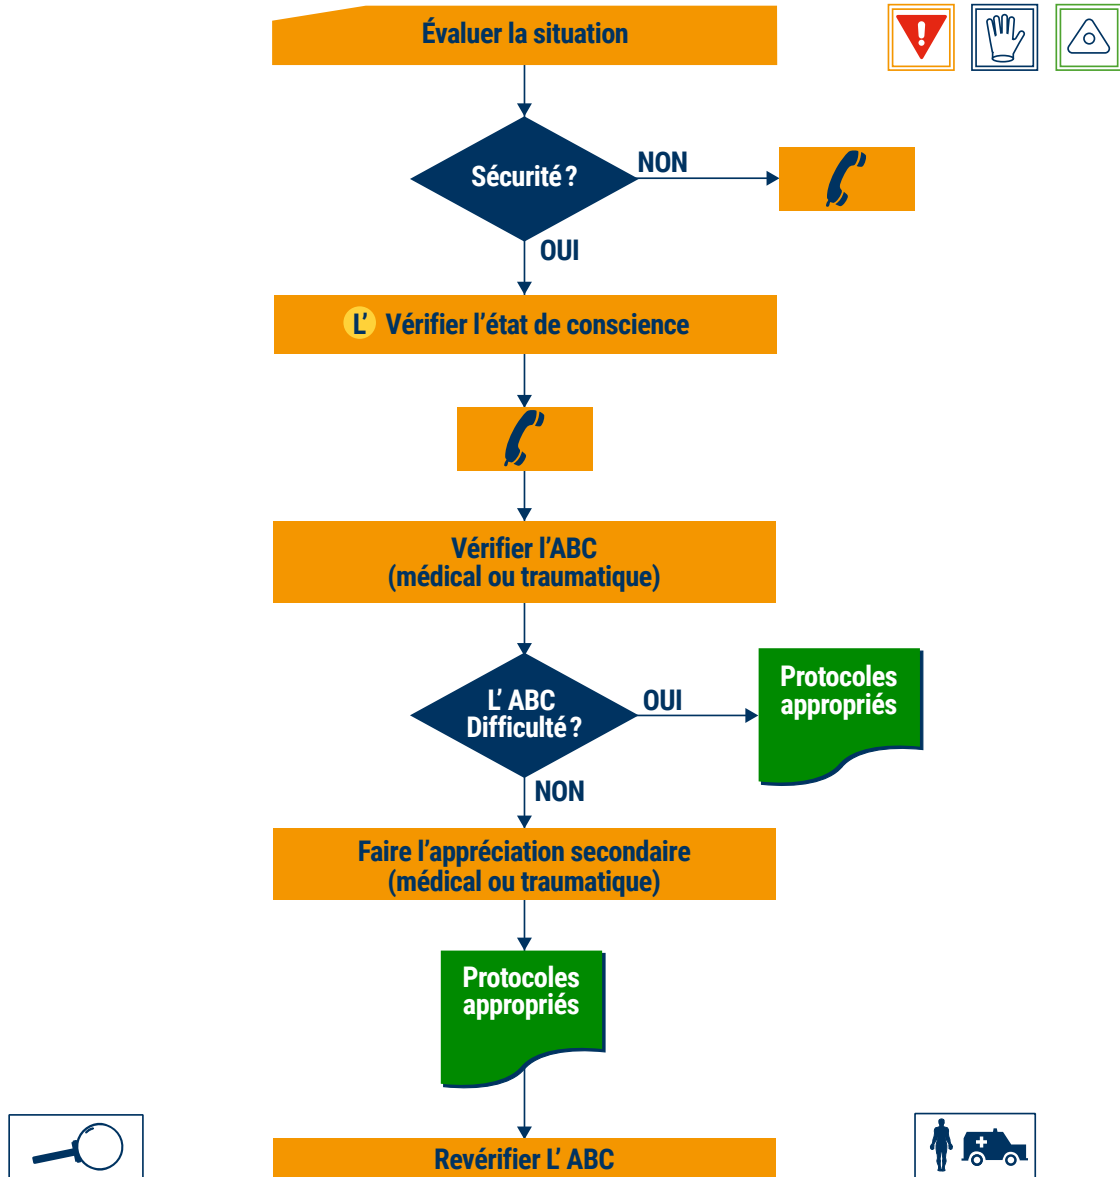 Évaluer la situation
Sécurité ?
NON
OUI
L' Vérifier l'état de conscience
Vérifier l'ABC
(médical ou traumatique)
L' ABC
Difficulté ?
OUI
Protocoles
appropriés
NON
Faire l'appréciation secondaire
(médical ou traumatique)
Protocoles
appropriés
Revérifier L' ABC